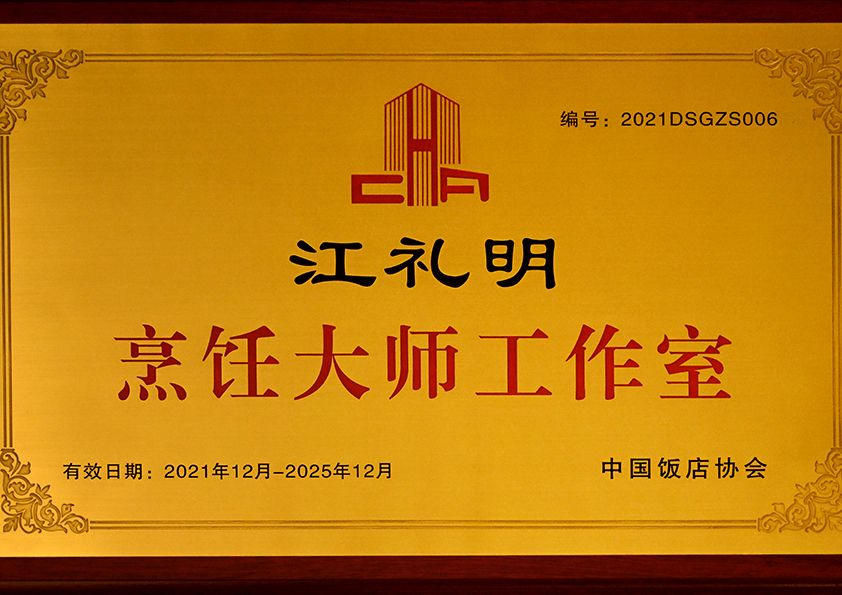 编号：2021DSGZS006
CHA
江礼明
烹饪大师工作室
有效日期：2021年12月-2025年12月
中国饭店协会